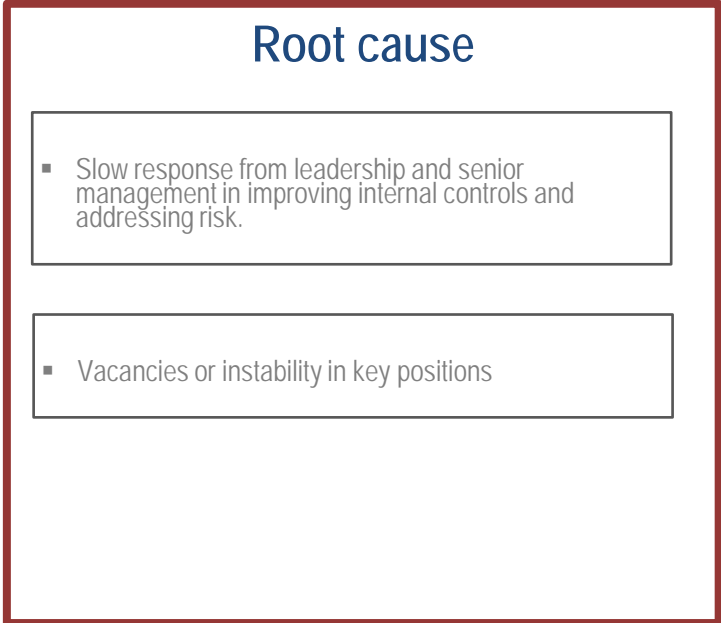 Root cause
▪ Slow response from leadership and senior
management in improving internal controls and
addressing risk.
▪ Vacancies or instability in key positions